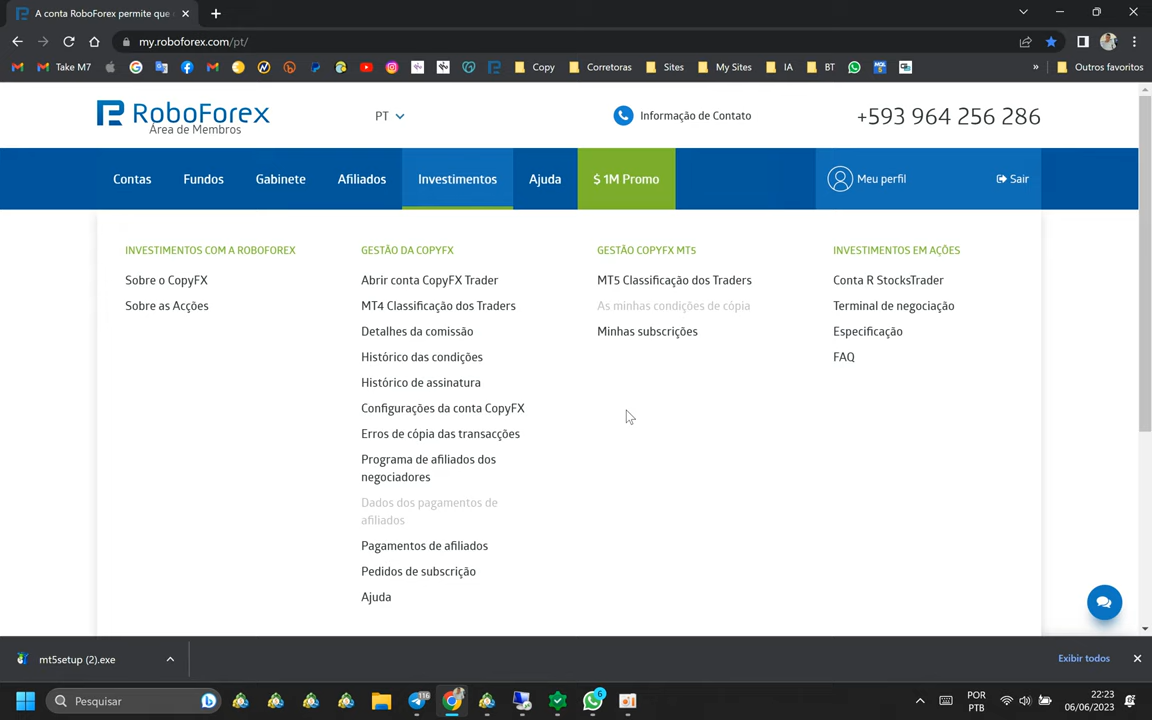 A conta RoboForex permite que
my.roboforex.com/pt/
Take M7
Copy
Corretoras
Sites
My Sites
IA
BT
»
Outros favoritos
RoboForex
Área de Membros
PT
Informação de Contato
+593 964 256 286
Contas
Fundos
Gabinete
Afiliados
Investimentos
Ajuda
$ 1M Promo
Meu perfil
Sair
INVESTIMENTOS COM A ROBOFOREX
Sobre o CopyFX
Sobre as Acções
GESTÃO DA COPYFX
Abrir conta CopyFX Trader
MT4 Classificação dos Traders
Detalhes da comissão
Histórico das condições
Histórico de assinatura
Configurações da conta CopyFX
Erros de cópia das transacções
Programa de afiliados dos
negociadores
Dados dos pagamentos de
afiliados
Pagamentos de afiliados
Pedidos de subscrição
Ajuda
GESTÃO COPYFX MT5
MT5 Classificação dos Traders
As minhas condições de cópia
Minhas subscrições
INVESTIMENTOS EM AÇÕES
Conta R StocksTrader
Terminal de negociação
Especificação
FAQ
mt5setup (2).exe
Exibir todos
Pesquisar
116
6
POR
PTB
22:23
06/06/2023